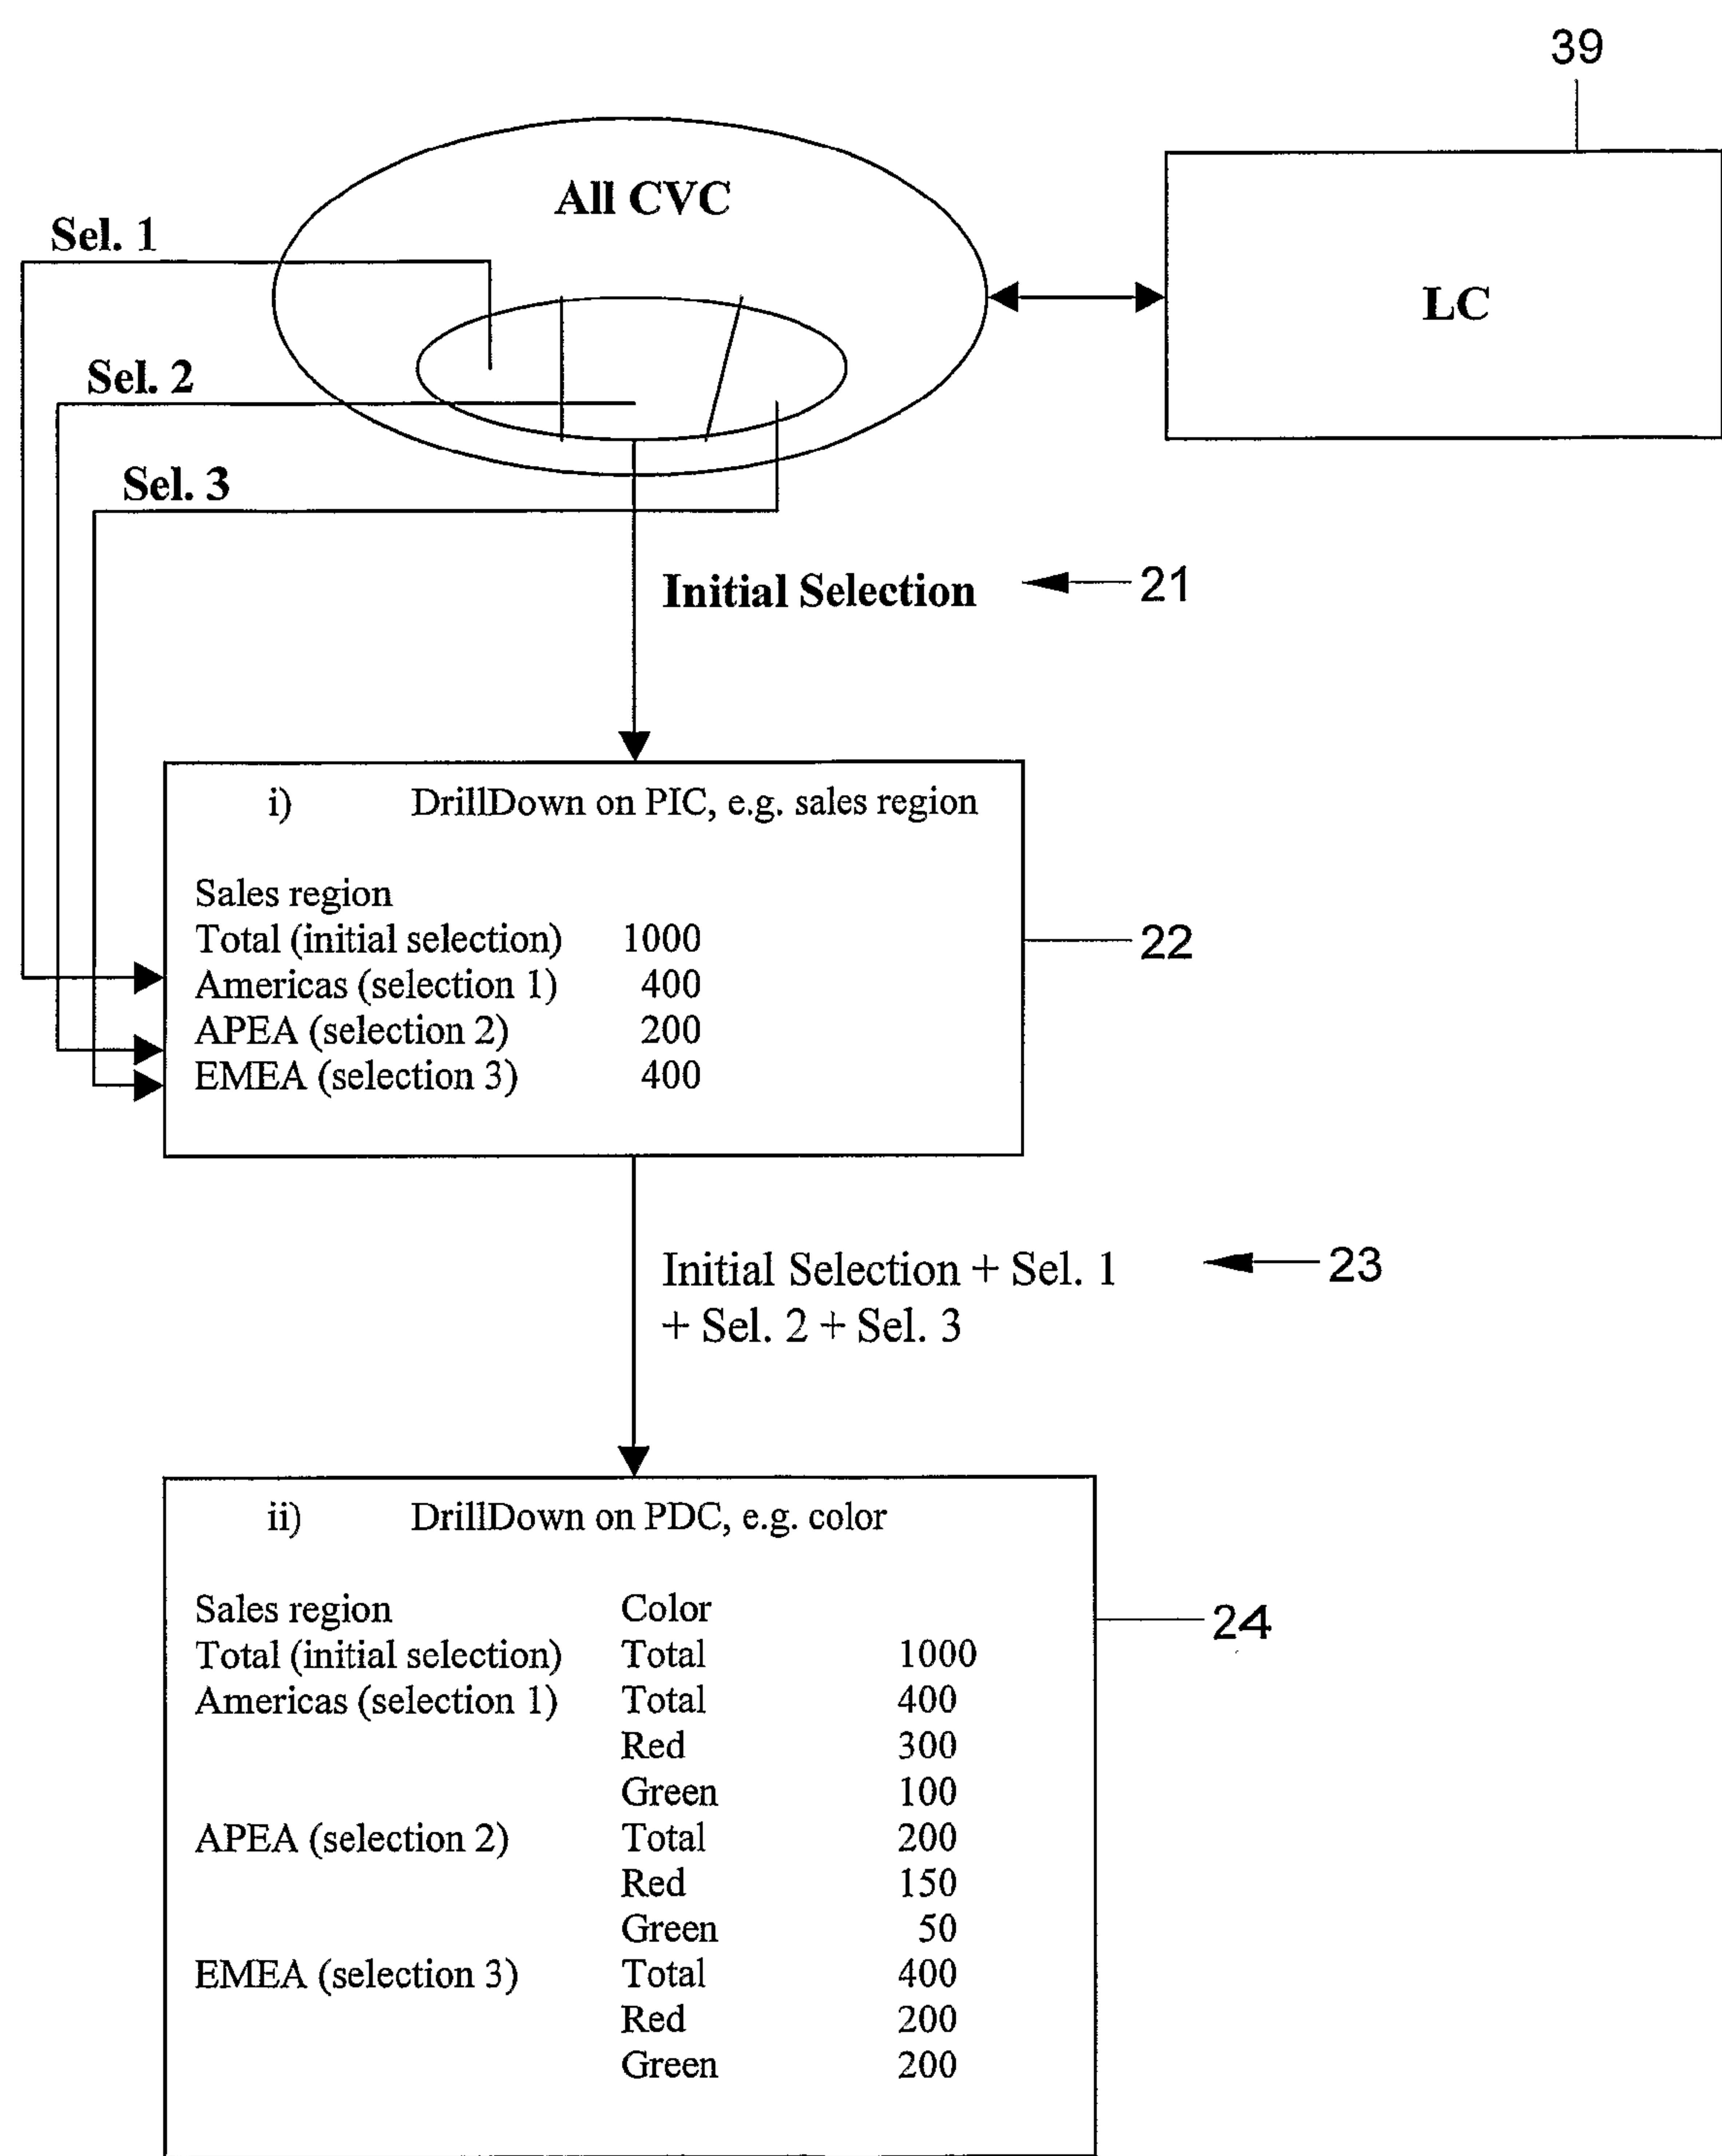 39
All CVC
Sel. 1
LC
Sel. 2
Sel. 3
Initial Selection
21
i) DrillDown on PIC, e.g. sales region
Sales region
Total (initial selection) 1000
Americas (selection 1) 400
APEA (selection 2) 200
EMEA (selection 3) 400
22
Initial Selection + Sel. 1
+ Sel. 2 + Sel. 3
23
ii) DrillDown on PDC, e.g. color
Sales region Color
Total (initial selection) Total 1000
Americas (selection 1) Total 400
Red 300
Green 100
APEA (selection 2) Total 200
Red 150
Green 50
EMEA (selection 3) Total 400
Red 200
Green 200
24